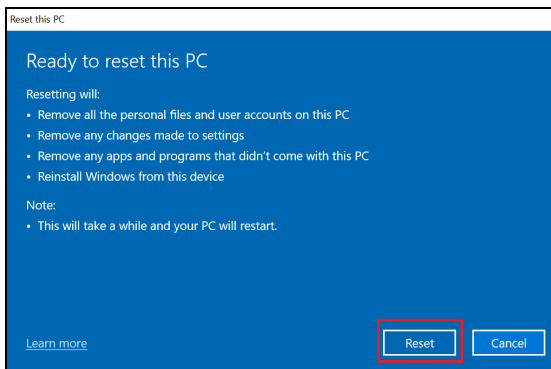 Reset this PC
Ready to reset this PC
Resetting will:
• Remove all the personal files and user accounts on this PC
• Remove any changes made to settings
• Remove any apps and programs that didn't come with this PC
• Reinstall Windows from this device
Note:
• This will take a while and your PC will restart.
Learn more
Reset
Cancel